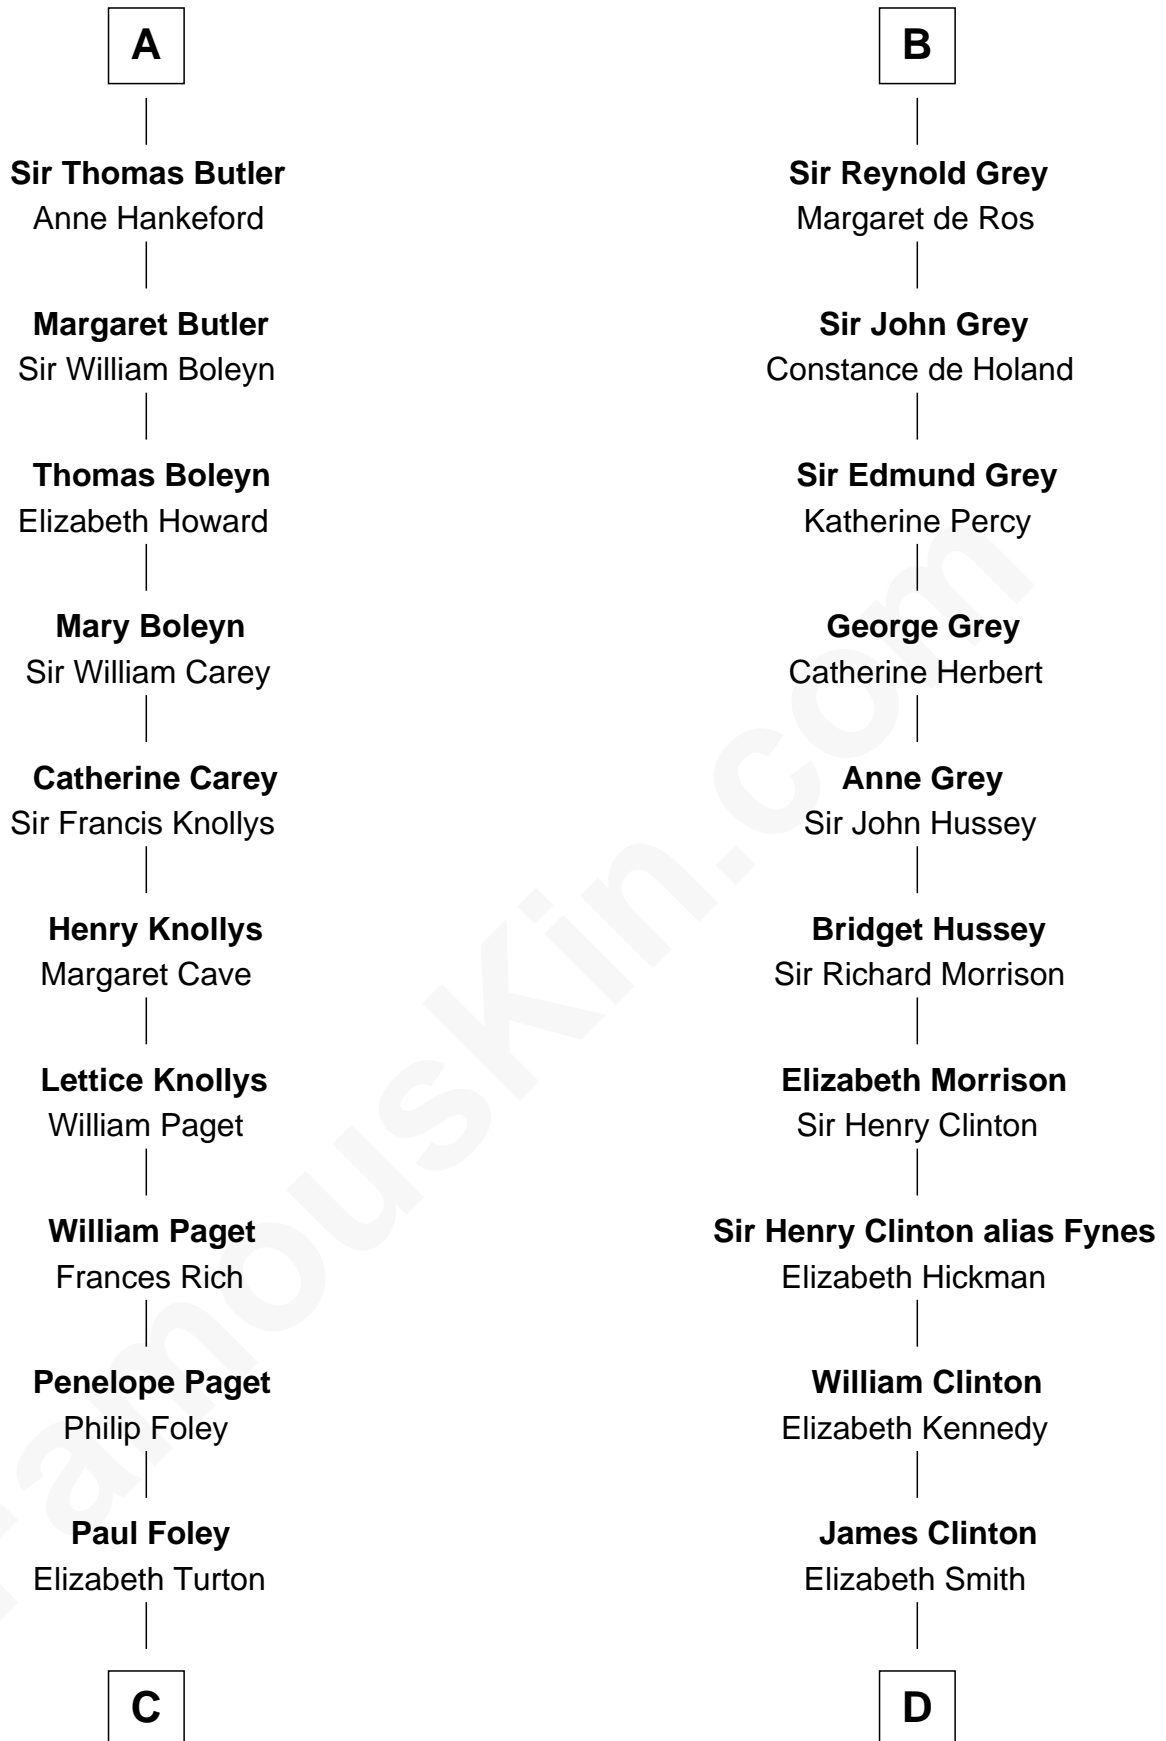 A
Sir Thomas Butler
Anne Hankeford
Margaret Butler
Sir William Boleyn
Thomas Boleyn
Elizabeth Howard
Mary Boleyn
Sir William Carey
Catherine Carey
Sir Francis Knollys
Henry Knollys
Margaret Cave
Lettice Knollys
William Paget
William Paget
Frances Rich
Penelope Paget
Philip Foley
Paul Foley
Elizabeth Turton
C
B
Sir Reynold Grey
Margaret de Ros
Sir John Grey
Constance de Holand
Sir Edmund Grey
Katherine Percy
George Grey
Catherine Herbert
Anne Grey
Sir John Hussey
Bridget Hussey
Sir Richard Morrison
Elizabeth Morrison
Sir Henry Clinton
Sir Henry Clinton alias Fynes
Elizabeth Hickman
William Clinton
Elizabeth Kennedy
James Clinton
Elizabeth Smith
D
FamousKin.com